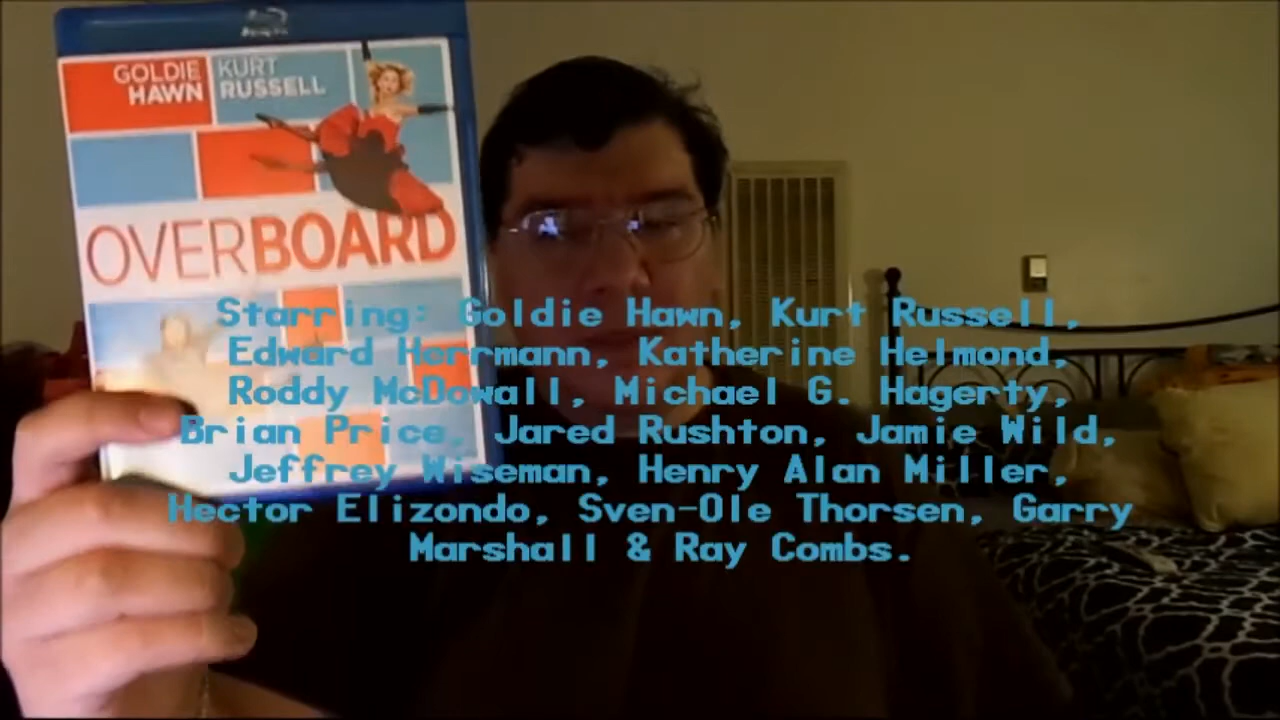 GOLDIE
HAWN
KURT
RUSSELL
OVERBOARD
Starring: Goldie Hawn, Kurt Russell,
Edward Herrmann, Katherine Helmond,
Roddy McDowall, Michael G. Hagerty,
Brian Price, Jared Rushton, Jamie Wild,
Jeffrey Wiseman, Henry Alan Miller,
Hector Elizondo, Sven-Ole Thorsen, Garry
Marshall & Ray Combs.